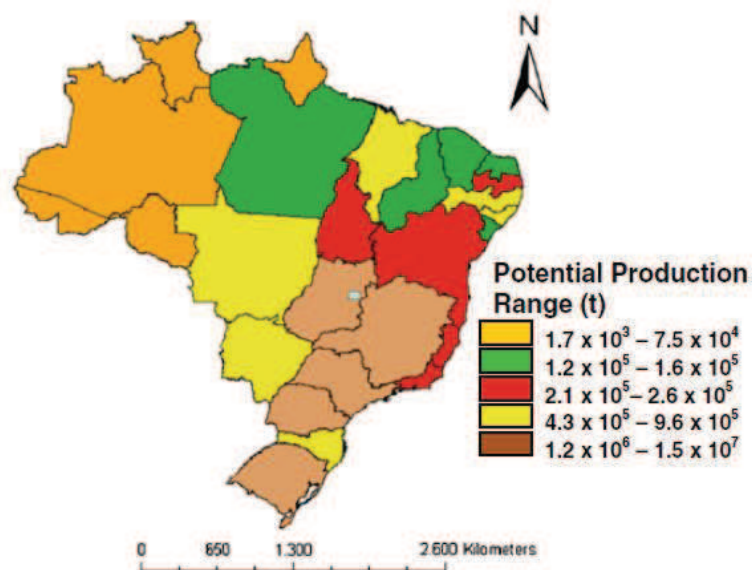 N
Potential Production
Range (t)
1.7 x 10³ – 7.5 x 10⁴
1.2 x 10⁵ – 1.6 x 10⁵
2.1 x 10⁵ – 2.6 x 10⁵
4.3 x 10⁵ – 9.6 x 10⁵
1.2 x 10⁶ – 1.5 x 10⁷
0 650 1.300 2.600 Kilometers